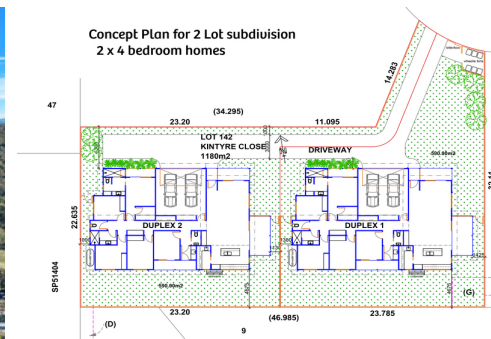 Concept Plan for 2 Lot subdivision
2 x 4 bedroom homes
47
(34.295)
23.20
11.095
14.283
LOT 142
KINTYRE CLOSE
1180m2
DRIVEWAY
500.00m2
22.635
DUPLEX 2
DUPLEX 1
SP51404
500.00m2
(G)
(D)
23.20
(46.985)
23.785
9